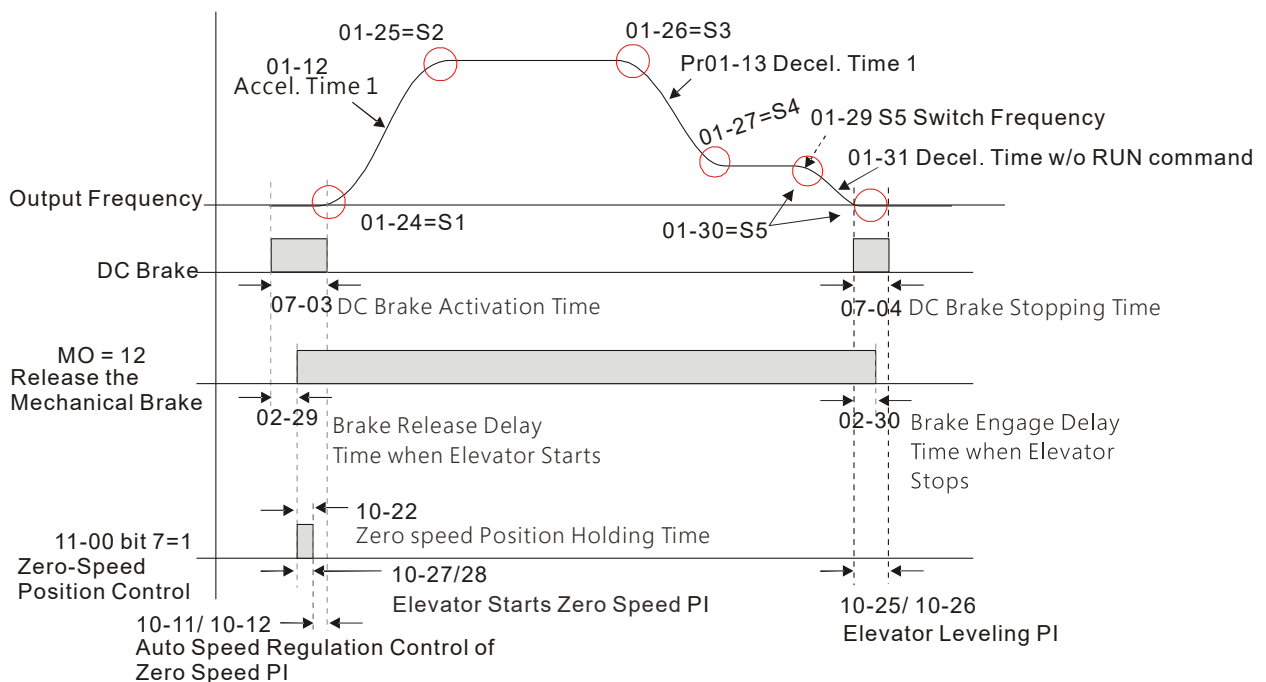 01-25=S2
01-26=S3
01-12
Accel. Time 1
Pr01-13 Decel. Time 1
01-27=S4
01-29 S5 Switch Frequency
01-31 Decel. Time w/o RUN command
Output Frequency
01-24=S1
01-30=S5
DC Brake
07-03 DC Brake Activation Time
07-04 DC Brake Stopping Time
MO = 12
Release the
Mechanical Brake
02-29
Brake Release Delay
Time when Elevator Starts
02-30
Brake Engage Delay
Time when Elevator
Stops
10-22
Zero speed Position Holding Time
11-00 bit 7=1
Zero-Speed
Position Control
10-27/28
Elevator Starts Zero Speed PI
10-25/ 10-26
Elevator Leveling PI
10-11/ 10-12
Auto Speed Regulation Control of
Zero Speed PI